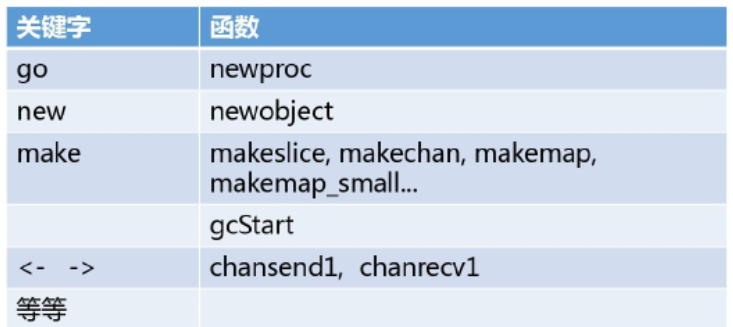 关键字 函数
go newproc
new newobject
make makeslice, makechan, makemap,
makemap_small...
gcStart
<- -> chansend1, chanrecv1
等等